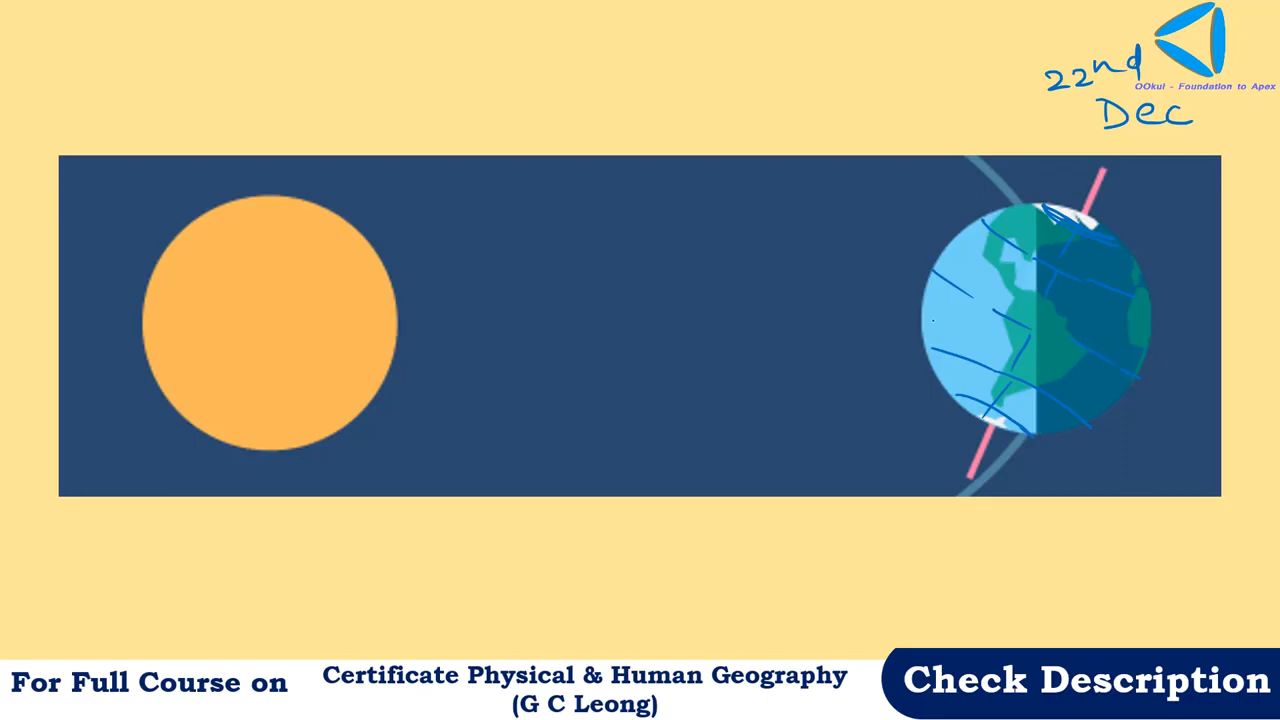 22nd
OOkul - Foundation to Apex
Dec
For Full Course on
Certificate Physical & Human Geography
(G C Leong)
Check Description